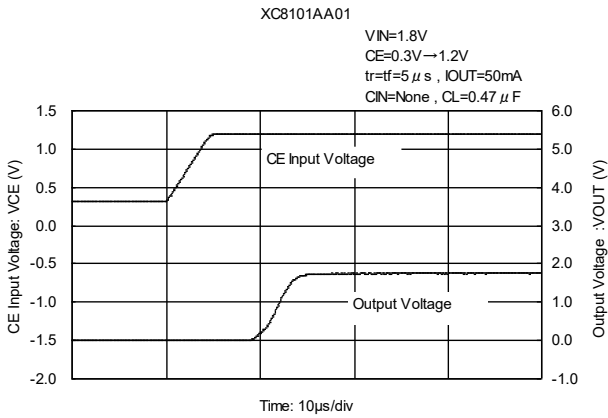 XC8101AA01
VIN=1.8V
CE=0.3V→1.2V
tr=tf=5μs , IOUT=50mA
CIN=None , CL=0.47μF
1.5
1.0
0.5
0.0
-0.5
-1.0
-1.5
-2.0
CE Input Voltage: VCE (V)
CE Input Voltage
Output Voltage
6.0
5.0
4.0
3.0
2.0
1.0
0.0
-1.0
Output Voltage :VOUT (V)
Time: 10μs/div